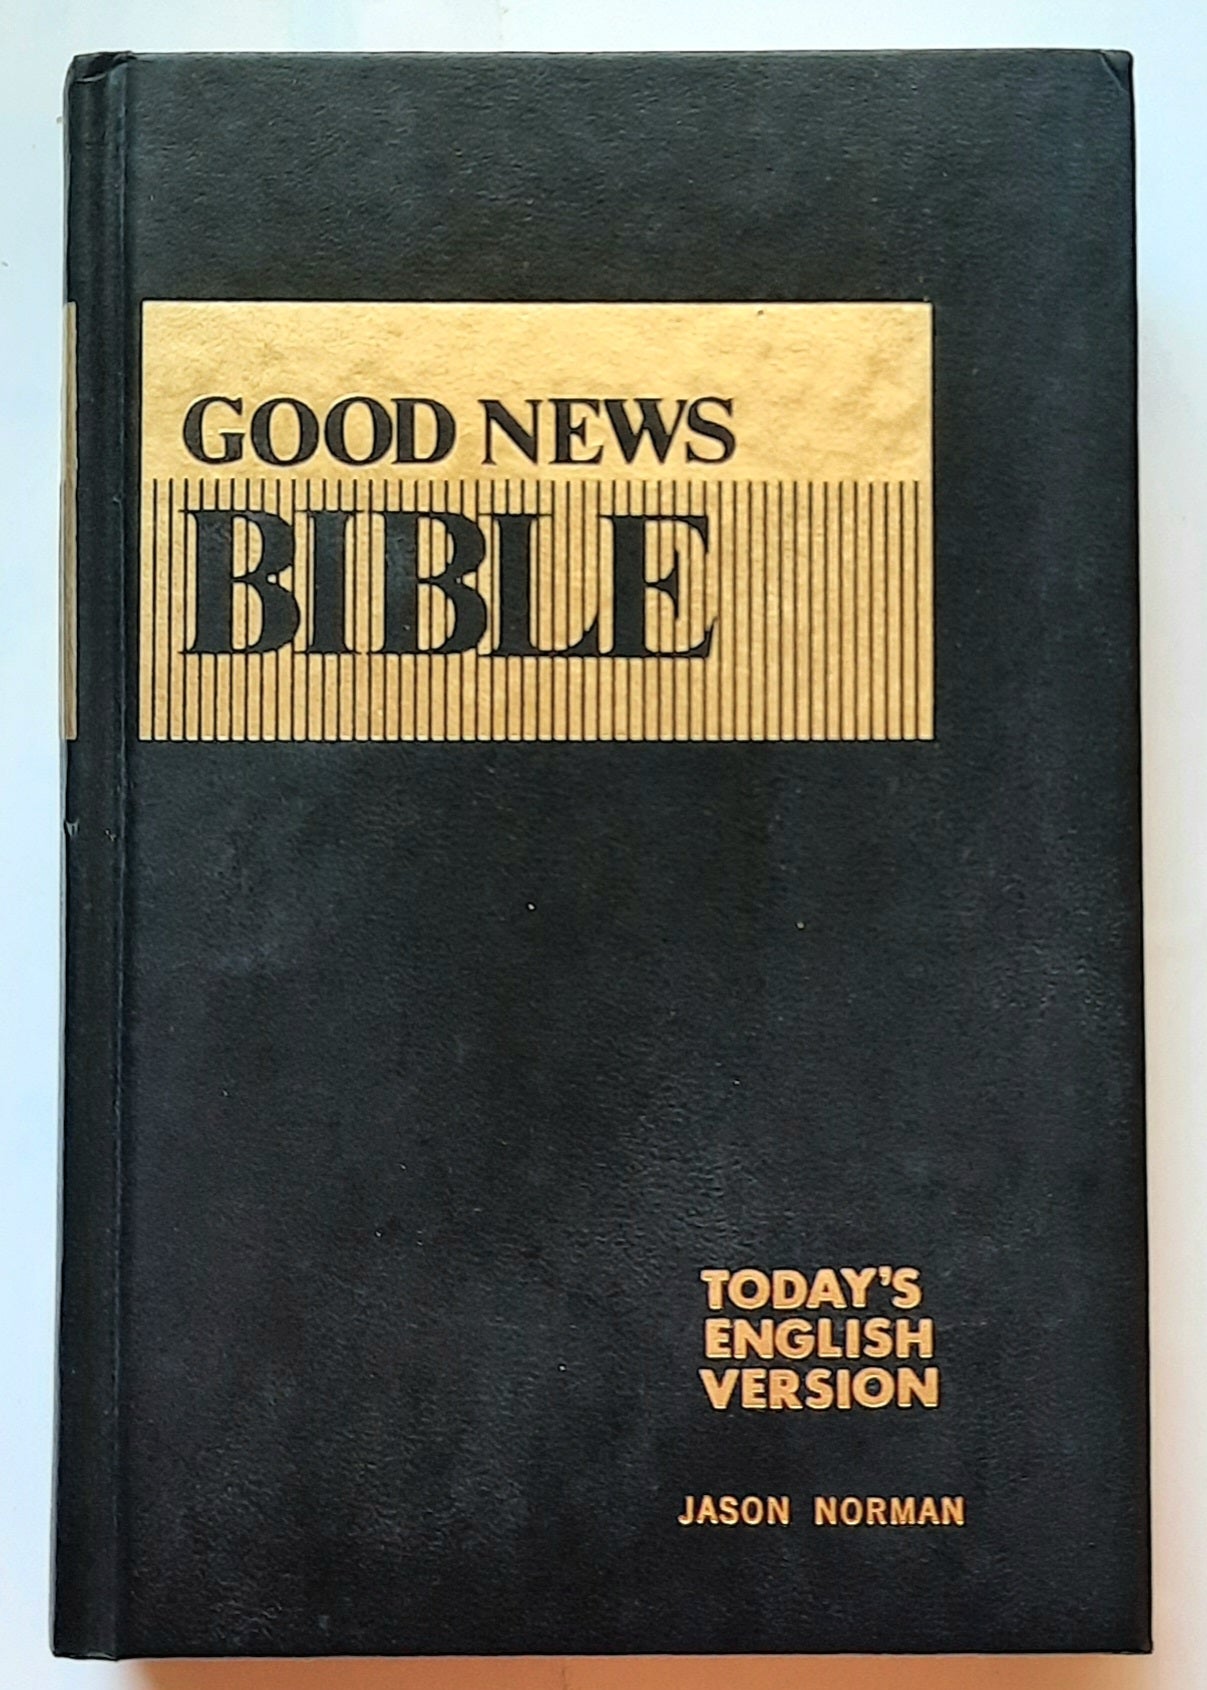 GOOD NEWS
BIBLE
TODAY'S
ENGLISH
VERSION
JASON NORMAN